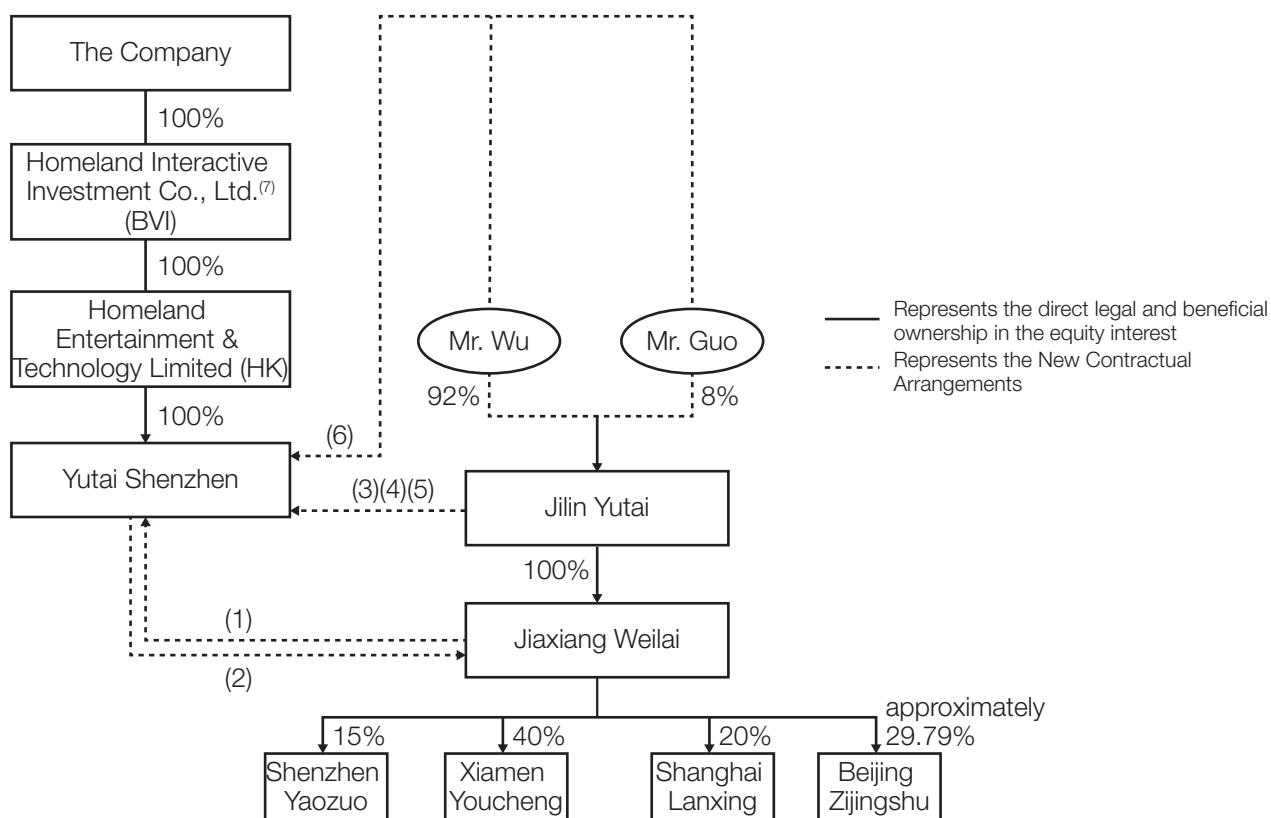 The Company
100%
Homeland Interactive
Investment Co., Ltd.(7)
(BVI)
100%
Homeland
Entertainment &
Technology Limited (HK)
100%
Yutai Shenzhen
Mr. Wu
Mr. Guo
92%
8%
Represents the direct legal and beneficial
ownership in the equity interest
Represents the New Contractual
Arrangements
(6)
(3)(4)(5)
Jilin Yutai
100%
(1)
Jiaxiang Weilai
(2)
15%
40%
20%
approximately
29.79%
Shenzhen
Yaozuo
Xiamen
Youcheng
Shanghai
Lanxing
Beijing
Zijingshu